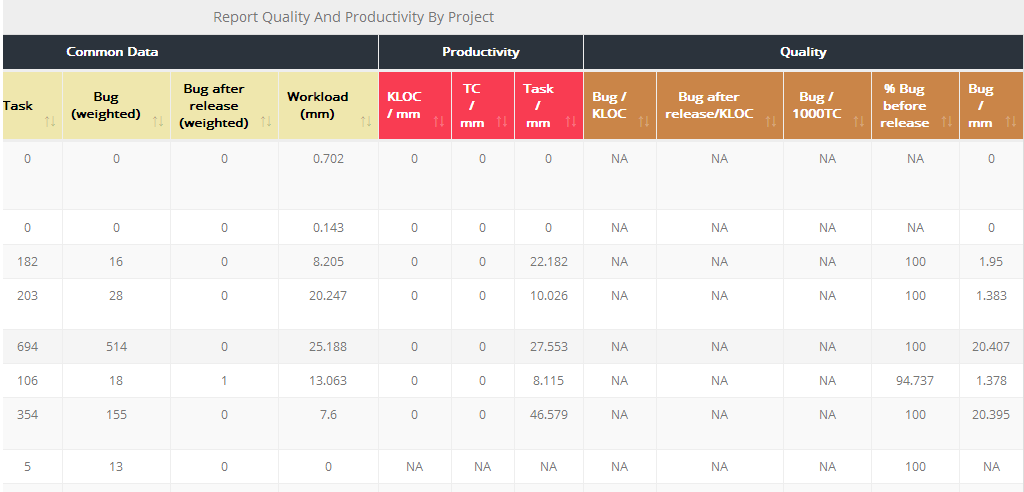 Report Quality And Productivity By Project
Common Data Productivity Quality
Task Bug (weighted) Bug after release (weighted) Workload (mm) KLOC / mm TC / mm Task / mm Bug / KLOC Bug after release/KLOC Bug / 1000TC % Bug before release Bug / mm
0 0 0 0.702 0 0 0 NA NA NA NA 0
0 0 0 0.143 0 0 0 NA NA NA NA 0
182 16 0 8.205 0 0 22.182 NA NA NA 100 1.95
203 28 0 20.247 0 0 10.026 NA NA NA 100 1.383
694 514 0 25.188 0 0 27.553 NA NA NA 100 20.407
106 18 1 13.063 0 0 8.115 NA NA NA 94.737 1.378
354 155 0 7.6 0 0 46.579 NA NA NA 100 20.395
5 13 0 0 NA NA NA NA NA NA 100 NA